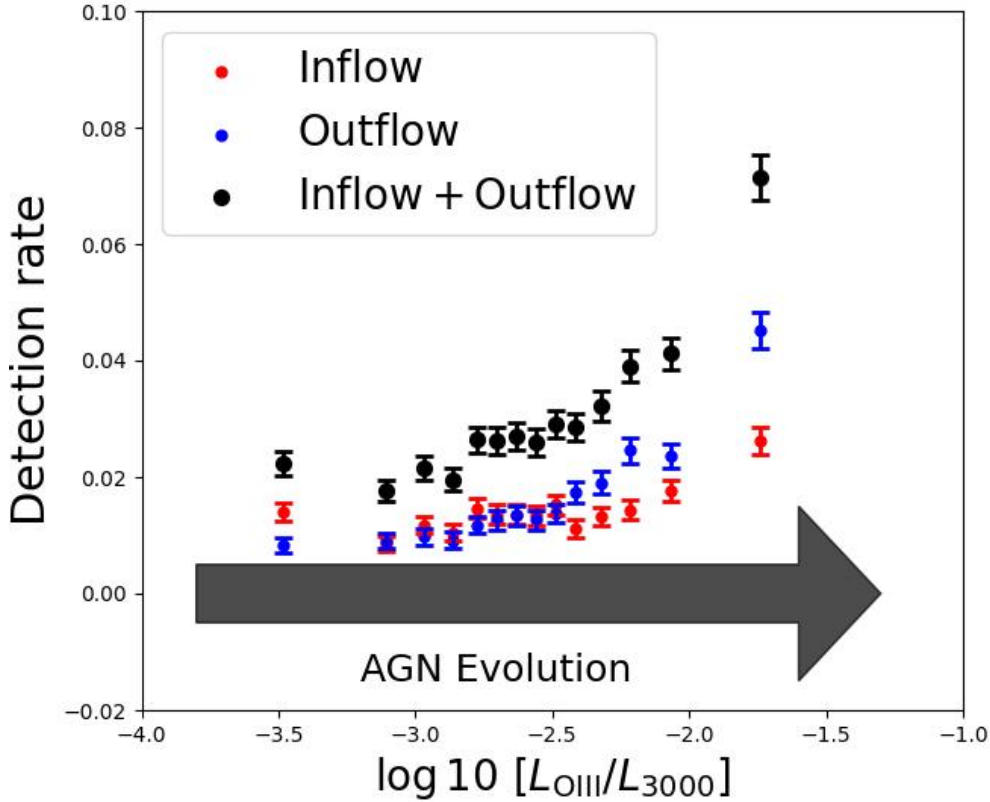 0.10
0.08
0.06
0.04
0.02
0.00
−0.02
Detection rate
Inflow
Outflow
Inflow + Outflow
AGN Evolution
−4.0 −3.5 −3.0 −2.5 −2.0 −1.5 −1.0
log 10 [L_OIII/L_3000]